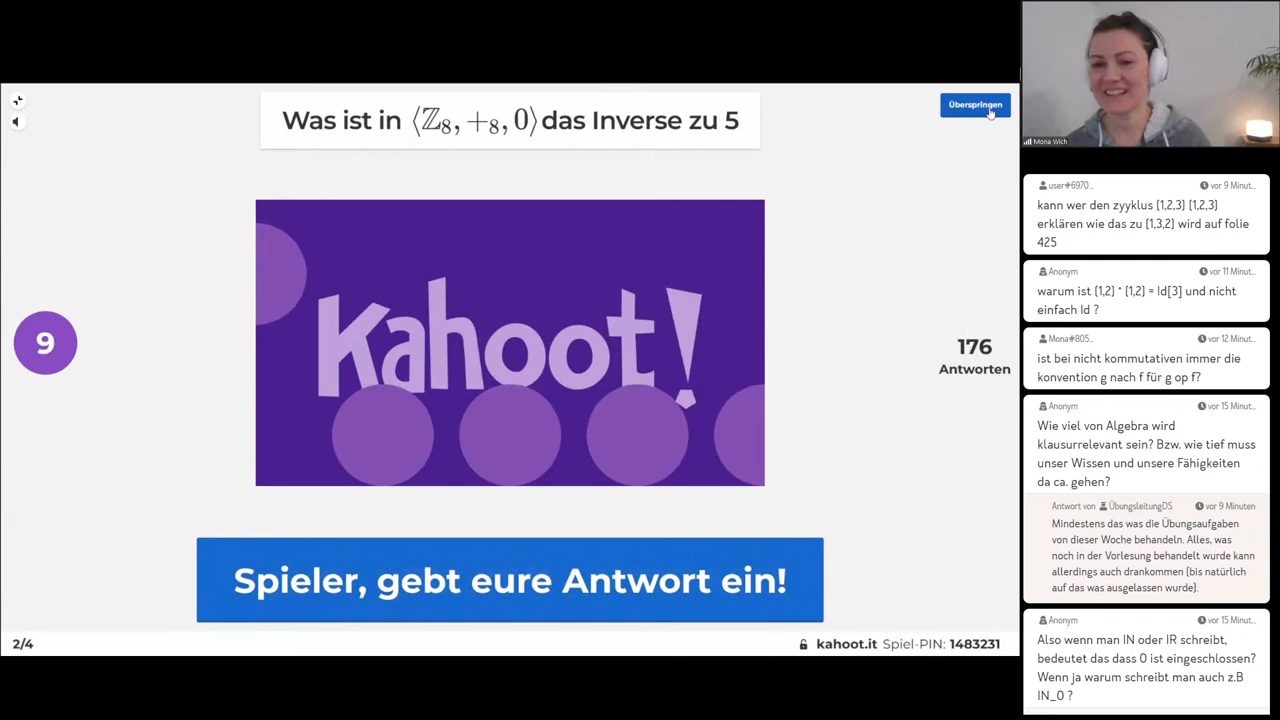 Was ist in ⟨ℤ₈, +₈, 0⟩ das Inverse zu 5
Überspringen
Kahoot!
9
176
Antworten
Spieler, gebt eure Antwort ein!
2/4
kahoot.it Spiel-PIN: 1483231
Mona Wich
user#6970... vor 9 Minut...
kann wer den zyyklus [1,2,3] [1,2,3]
erklären wie das zu [1,3,2] wird auf folie
425
Anonym vor 11 Minut...
warum ist [1,2] * [1,2] = Id[3] und nicht
einfach Id ?
Mona#805... vor 12 Minut...
ist bei nicht kommutativen immer die
konvention g nach f für g op f?
Anonym vor 15 Minut...
Wie viel von Algebra wird
klausurrelevant sein? Bzw. wie tief muss
unser Wissen und unsere Fähigkeiten
da ca. gehen?
Antwort von ÜbungsleitungDS vor 9 Minuten
Mindestens das was die Übungsaufgaben
von dieser Woche behandeln. Alles, was
noch in der Vorlesung behandelt wurde kann
allerdings auch drankommen [bis natürlich
auf das was ausgelassen wurde].
Anonym vor 15 Minut...
Also wenn man IN oder IR schreibt,
bedeutet das dass 0 ist eingeschlossen?
Wenn ja warum schreibt man auch z.B
IN_0 ?